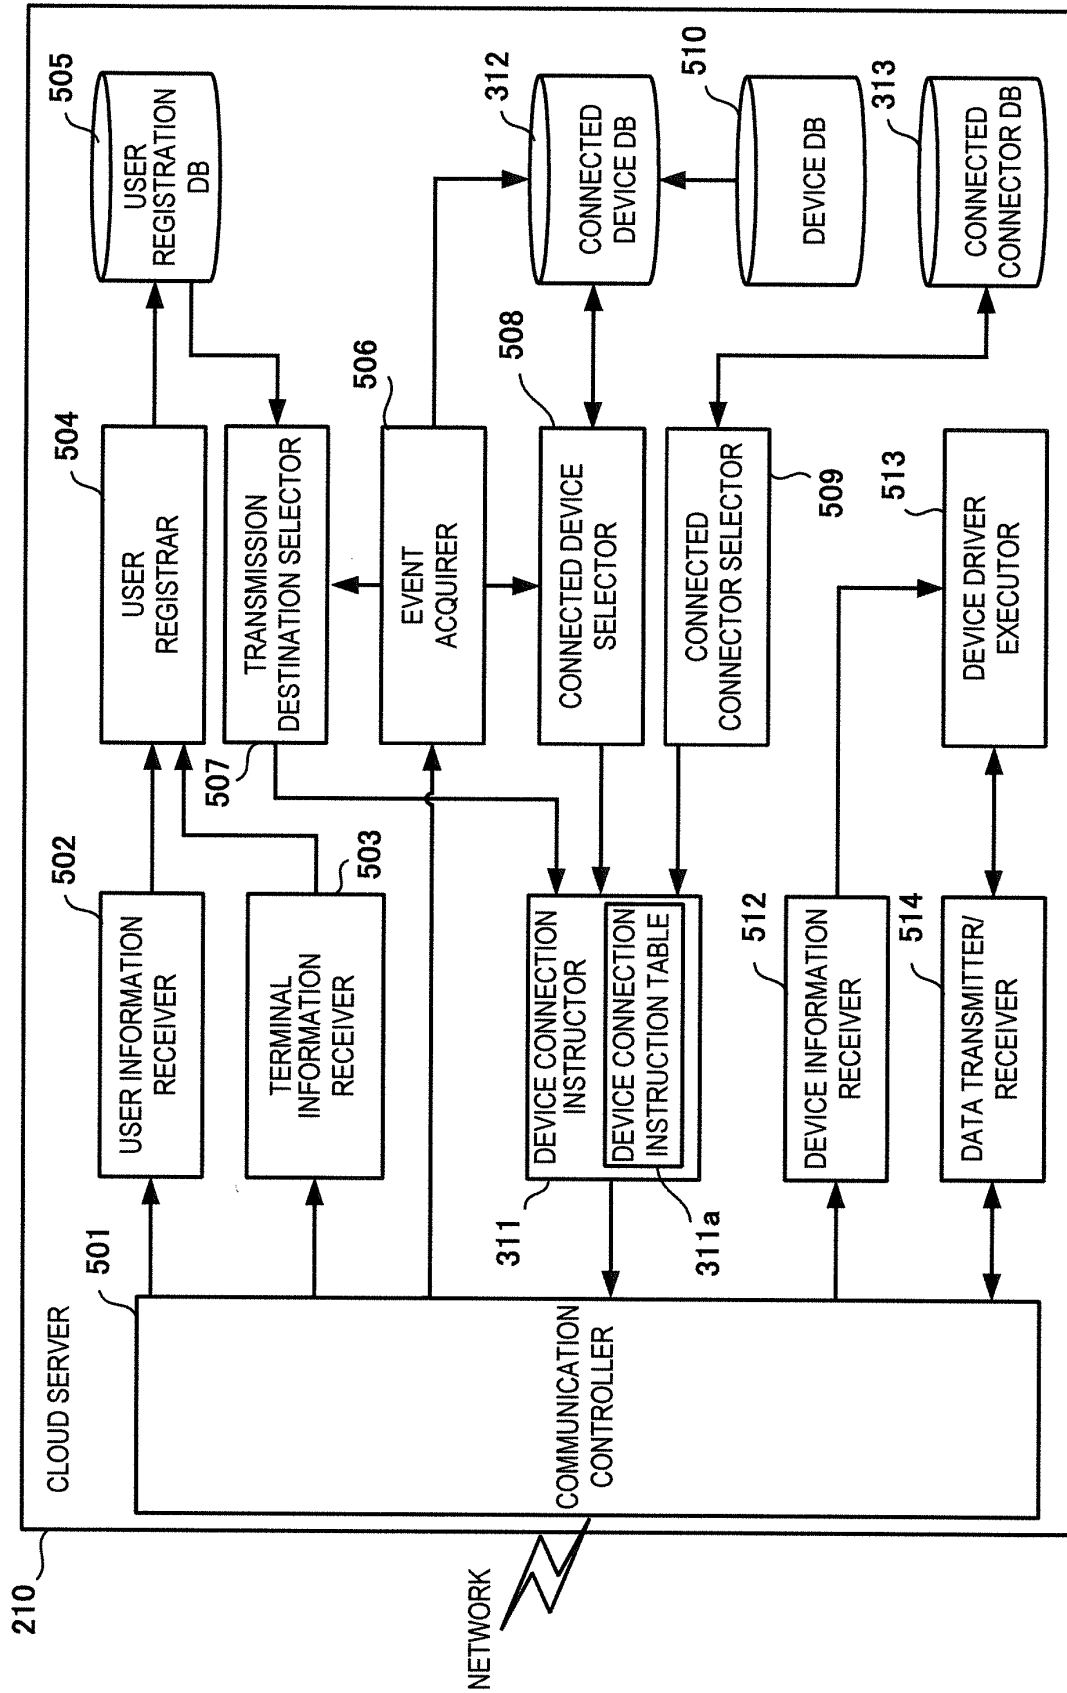 210
CLOUD SERVER
NETWORK
501
COMMUNICATION
CONTROLLER
502
USER INFORMATION
RECEIVER
503
TERMINAL
INFORMATION
RECEIVER
504
USER
REGISTRAR
505
USER
REGISTRATION
DB
507
TRANSMISSION
DESTINATION SELECTOR
506
EVENT
ACQUIRER
311
DEVICE CONNECTION
INSTRUCTOR
DEVICE CONNECTION
INSTRUCTION TABLE
311a
508
CONNECTED DEVICE
SELECTOR
312
CONNECTED
DEVICE DB
510
DEVICE DB
CONNECTED
CONNECTOR SELECTOR
509
313
CONNECTED
CONNECTOR DB
512
DEVICE INFORMATION
RECEIVER
513
DEVICE DRIVER
EXECUTOR
514
DATA TRANSMITTER/
RECEIVER